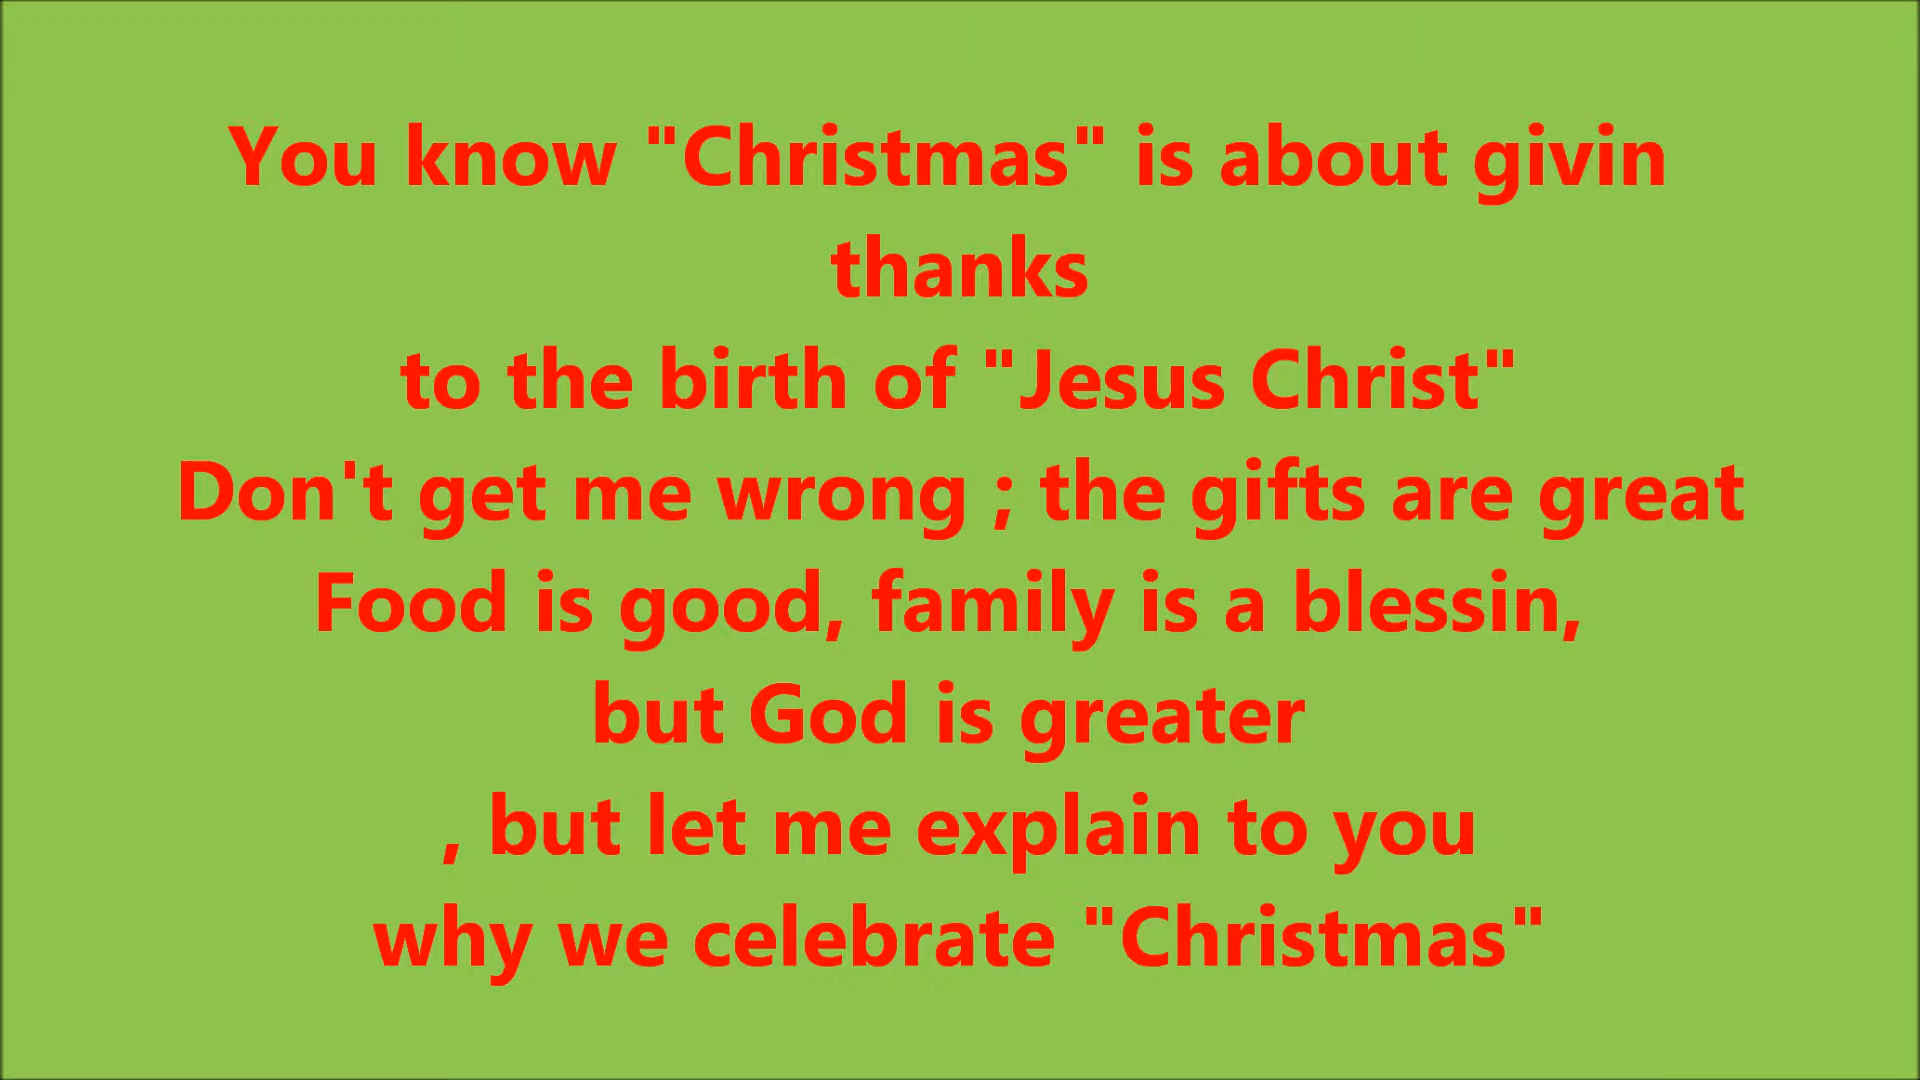 You know "Christmas" is about givin
thanks
to the birth of "Jesus Christ"
Don't get me wrong ; the gifts are great
Food is good, family is a blessin,
but God is greater
, but let me explain to you
why we celebrate "Christmas"